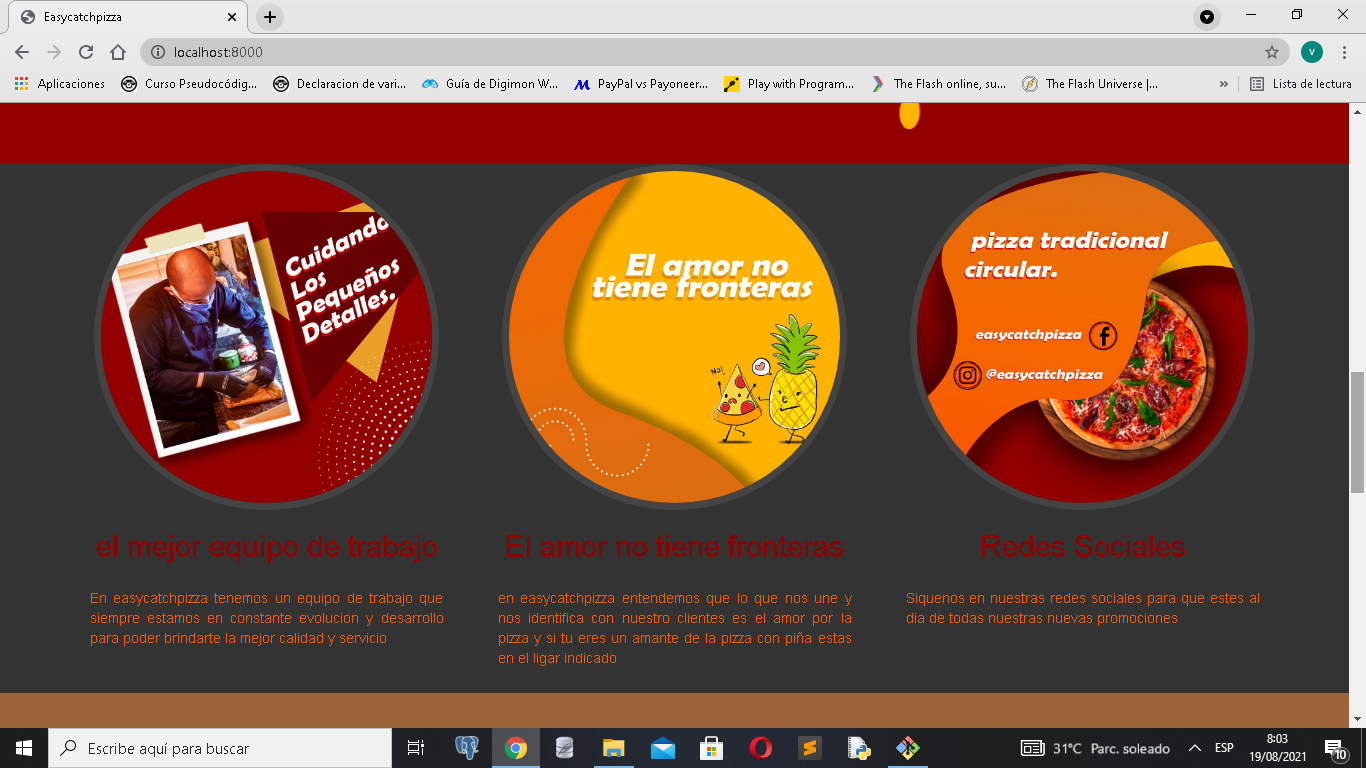 Easycatchpizza
localhost:8000
V
Aplicaciones Curso Pseudocódig... Declaracion de vari... Guía de Digimon W... PayPal vs Payoneer... Play with Program... The Flash online, su... The Flash Universe |... » Lista de lectura
Cuidando
Los
Pequeños
Detalles.
El amor no
tiene fronteras
No!
pizza tradicional
circular.
easycatchpizza
@easycatchpizza
el mejor equipo de trabajo
En easycatchpizza tenemos un equipo de trabajo que
siempre estamos en constante evolucion y desarrollo
para poder brindarte la mejor calidad y servicio
El amor no tiene fronteras
en easycatchpizza entendemos que lo que nos une y
nos identifica con nuestro clientes es el amor por la
pizza y si tu eres un amante de la pizza con piña estas
en el ligar indicado
Redes Sociales
Siquenos en nuestras redes sociales para que estes al
dia de todas nuestras nuevas promociones
Escribe aquí para buscar
31°C Parc. soleado
ESP
8:03
19/08/2021
10